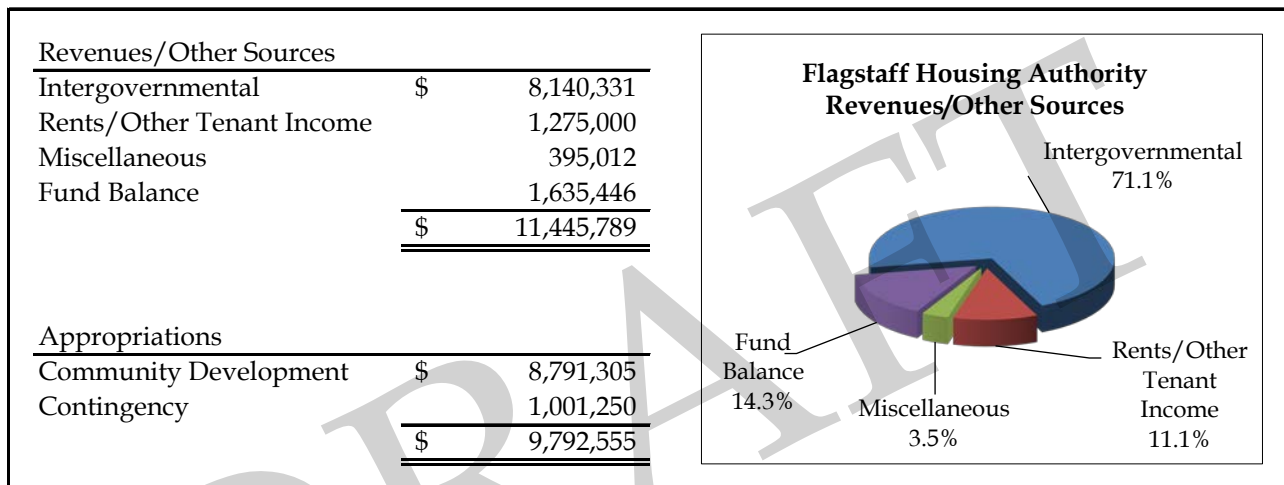 Revenues/Other Sources
Intergovernmental $ 8,140,331
Rents/Other Tenant Income 1,275,000
Miscellaneous 395,012
Fund Balance 1,635,446
$ 11,445,789
Appropriations
Community Development $ 8,791,305
Contingency 1,001,250
$ 9,792,555
Flagstaff Housing Authority
Revenues/Other Sources
Intergovernmental
71.1%
Fund
Balance
14.3%
Miscellaneous
3.5%
Rents/Other
Tenant
Income
11.1%
DRAFT